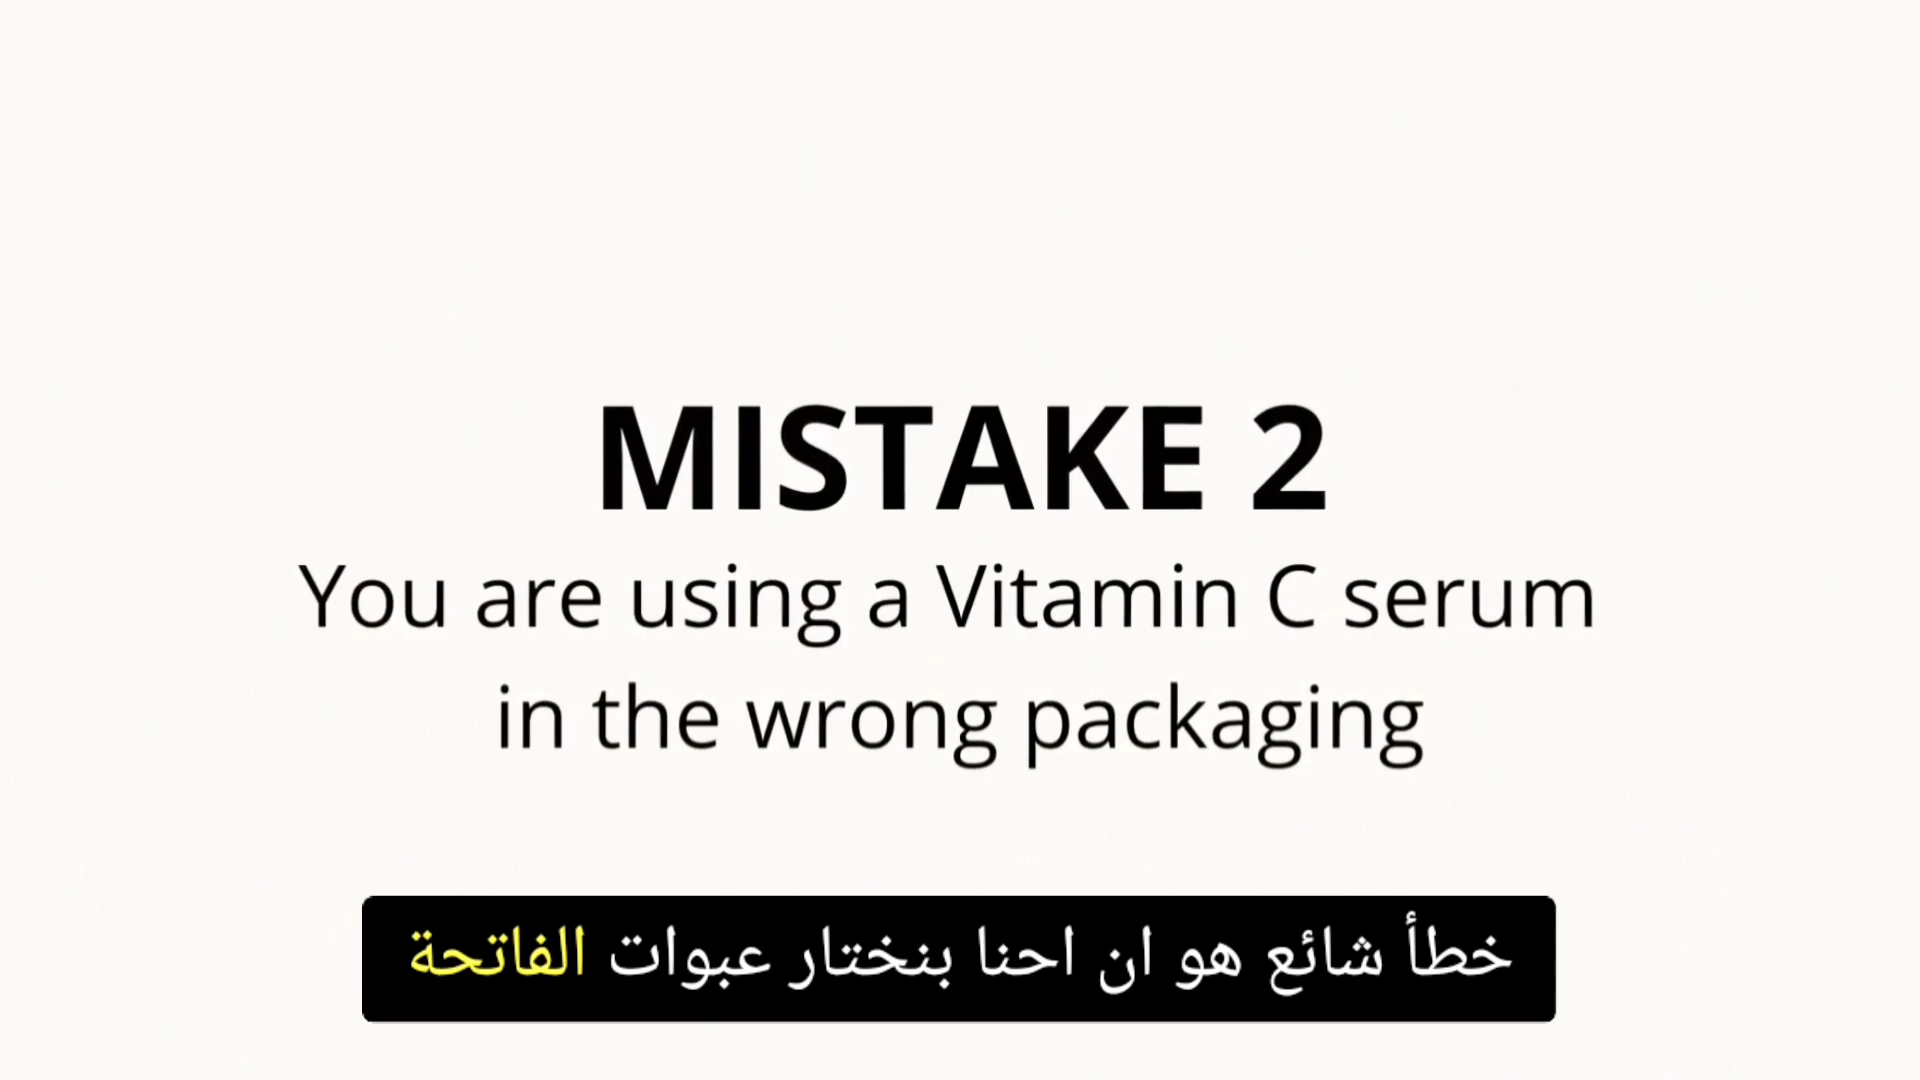 MISTAKE 2
You are using a Vitamin C serum
in the wrong packaging
خطأ شائع هو ان احنا بنختار عبوات الفاتحة